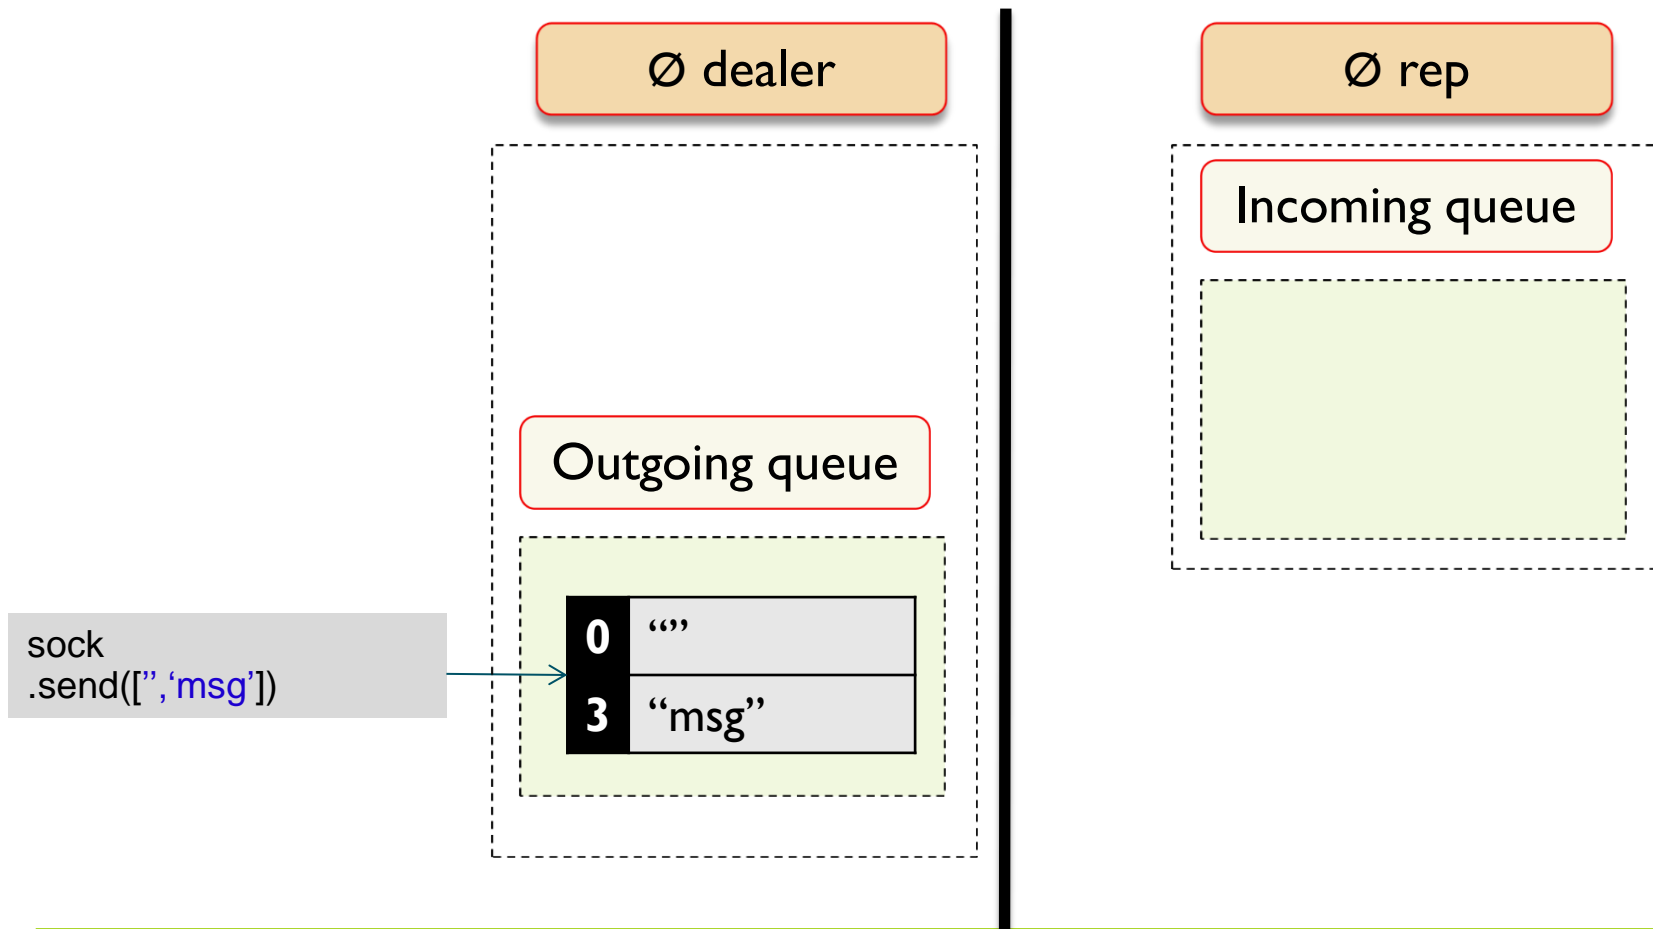 Ø dealer
Ø rep
Incoming queue
Outgoing queue
0 “”
3 “msg”
sock
.send([’’,‘msg’])